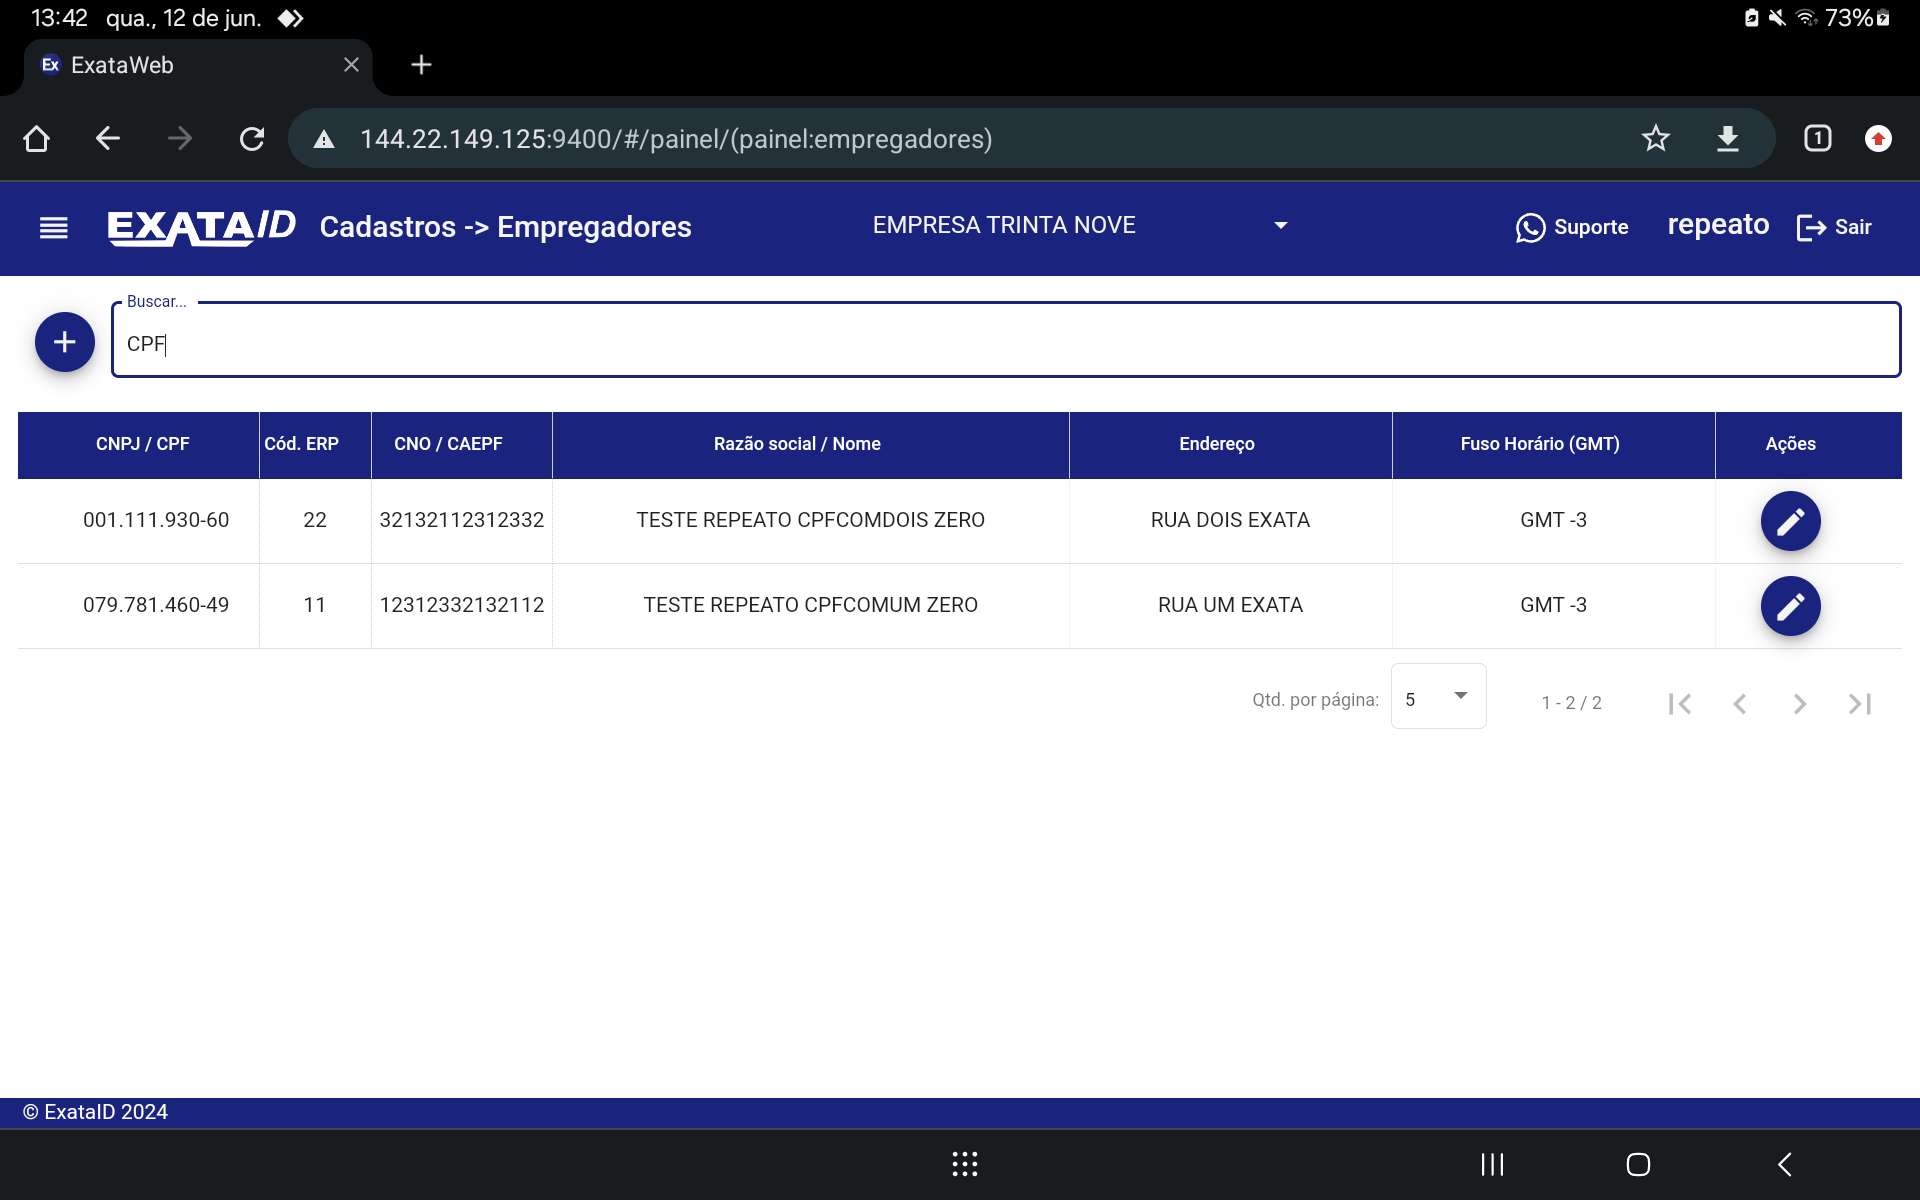 13:42 qua., 12 de jun. 73%
Ex ExataWeb
144.22.149.125:9400/#/painel/(painel:empregadores) 1
EXATAID Cadastros -> Empregadores EMPRESA TRINTA NOVE Suporte repeato Sair
Buscar...
CPF
CNPJ / CPF Cód. ERP CNO / CAEPF Razão social / Nome Endereço Fuso Horário (GMT) Ações
001.111.930-60 22 32132112312332 TESTE REPEATO CPFCOMDOIS ZERO RUA DOIS EXATA GMT -3
079.781.460-49 11 12312332132112 TESTE REPEATO CPFCOMUM ZERO RUA UM EXATA GMT -3
Qtd. por página: 5 1 - 2 / 2
© ExataID 2024